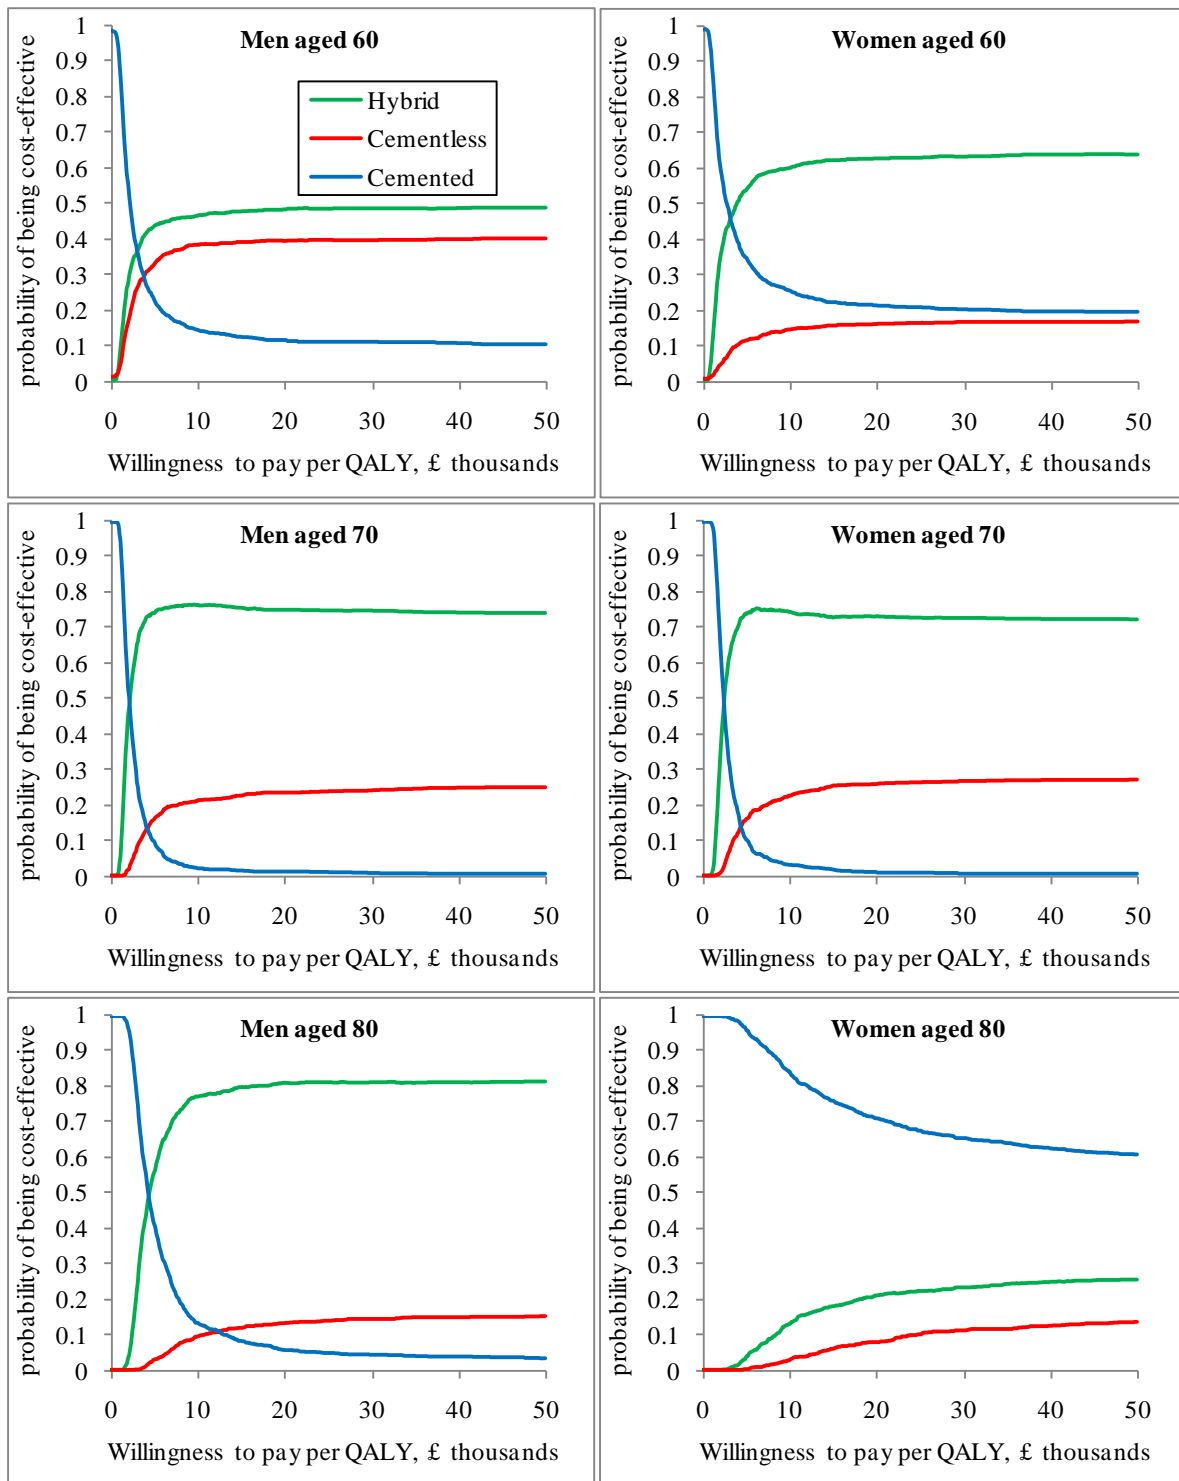 Men aged 60
probability of being cost-effective
1
0.9
0.8
0.7
0.6
0.5
0.4
0.3
0.2
0.1
0
Hybrid
Cementless
Cemented
0 10 20 30 40 50
Willingness to pay per QALY, £ thousands
Women aged 60
probability of being cost-effective
1
0.9
0.8
0.7
0.6
0.5
0.4
0.3
0.2
0.1
0
0 10 20 30 40 50
Willingness to pay per QALY, £ thousands
Men aged 70
probability of being cost-effective
1
0.9
0.8
0.7
0.6
0.5
0.4
0.3
0.2
0.1
0
0 10 20 30 40 50
Willingness to pay per QALY, £ thousands
Women aged 70
probability of being cost-effective
1
0.9
0.8
0.7
0.6
0.5
0.4
0.3
0.2
0.1
0
0 10 20 30 40 50
Willingness to pay per QALY, £ thousands
Men aged 80
probability of being cost-effective
1
0.9
0.8
0.7
0.6
0.5
0.4
0.3
0.2
0.1
0
0 10 20 30 40 50
Willingness to pay per QALY, £ thousands
Women aged 80
probability of being cost-effective
1
0.9
0.8
0.7
0.6
0.5
0.4
0.3
0.2
0.1
0
0 10 20 30 40 50
Willingness to pay per QALY, £ thousands